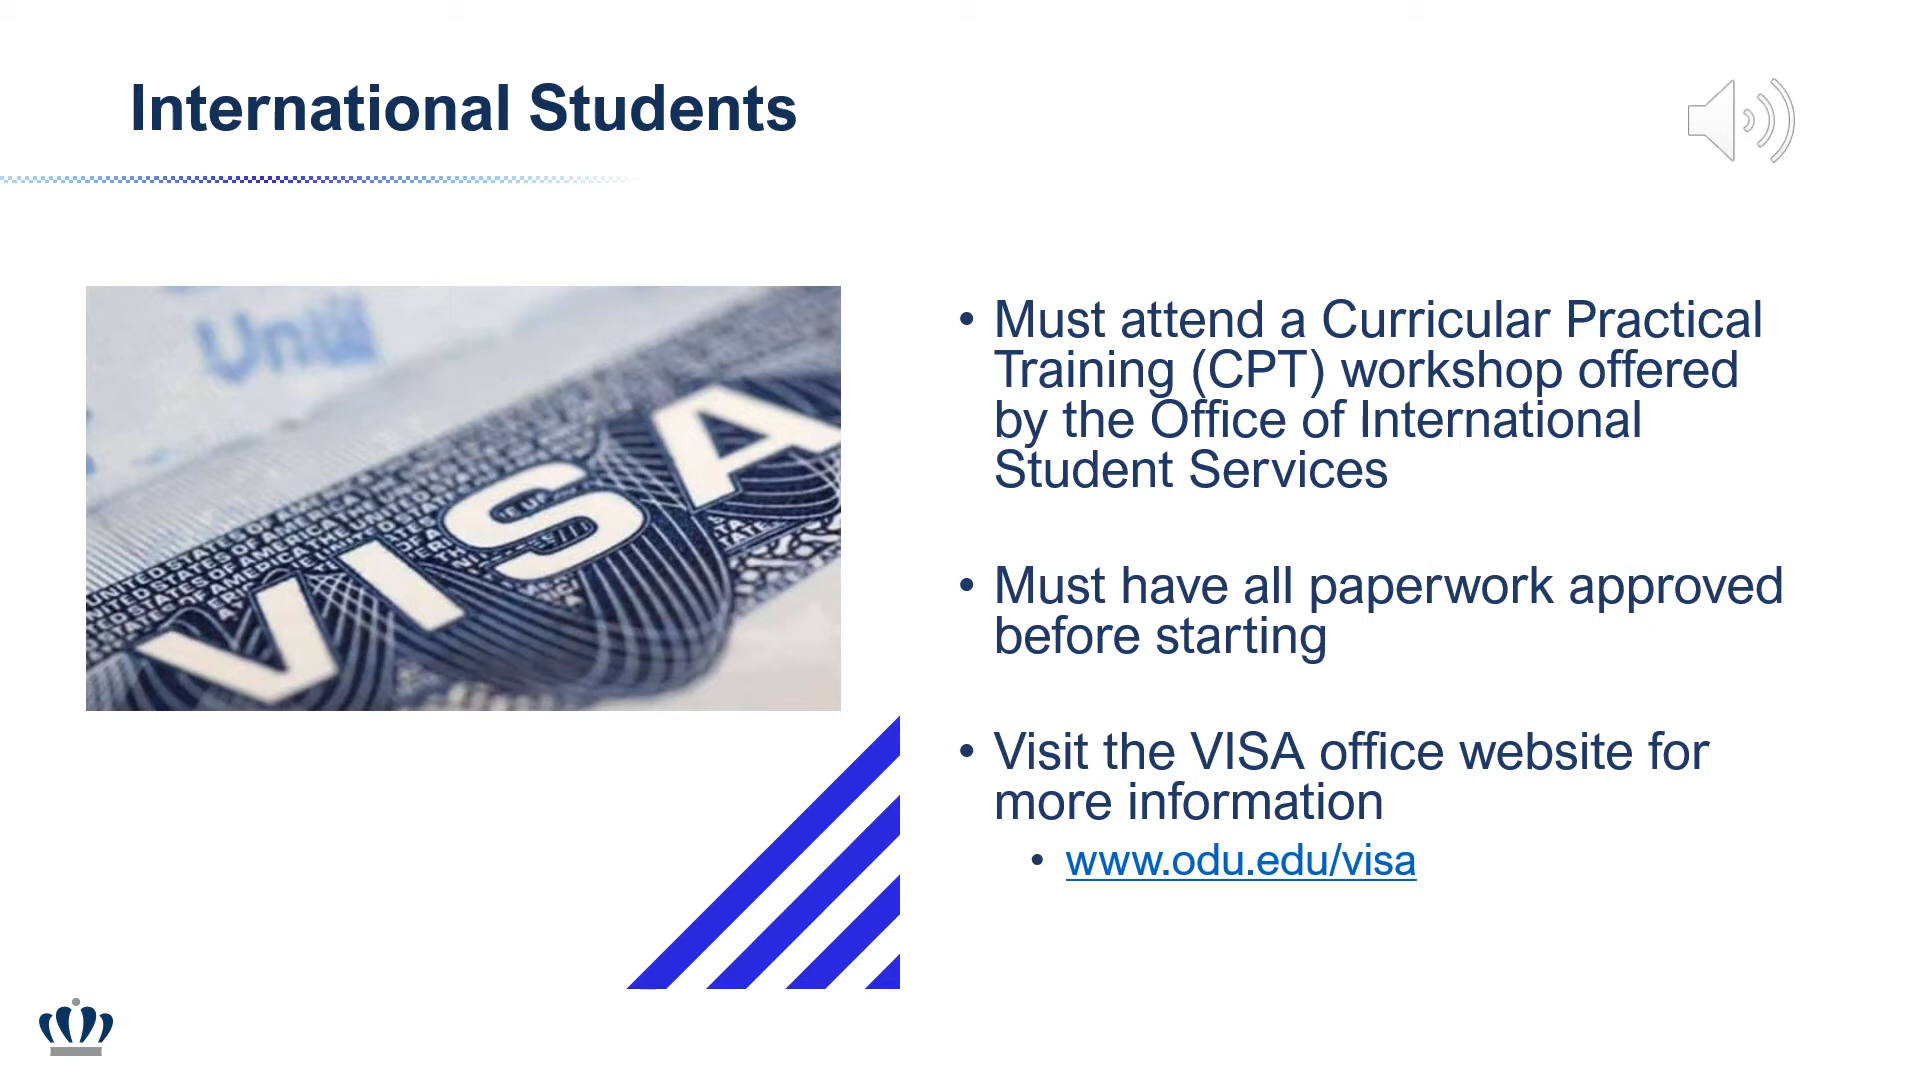 International Students
Until
VISA
• Must attend a Curricular Practical
Training (CPT) workshop offered
by the Office of International
Student Services
• Must have all paperwork approved
before starting
• Visit the VISA office website for
more information
• www.odu.edu/visa